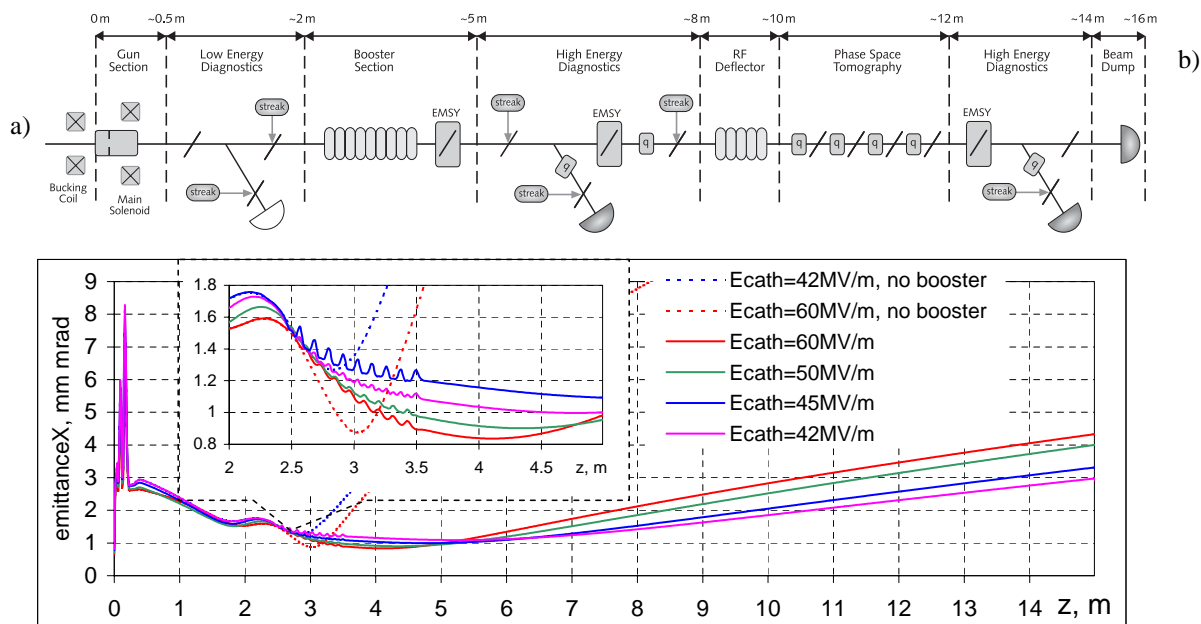 0 m ~0.5 m ~2 m ~5 m ~8 m ~10 m ~12 m ~14 m ~16 m
Gun
Section
Low Energy
Diagnostics
Booster
Section
High Energy
Diagnostics
RF
Deflector
Phase Space
Tomography
High Energy
Diagnostics
Beam
Dump
b)
a)
streak
EMSY
streak
EMSY
streak
EMSY
q
q q q q
q
q
Bucking
Coil
Main
Solenoid
streak
streak
streak
emittanceX, mm mrad
9
8
7
6
5
4
3
2
1
0
1.8
1.6
1.4
1.2
1
0.8
2 2.5 3 3.5 4 4.5 z, m
Ecath=42MV/m, no booster
Ecath=60MV/m, no booster
Ecath=60MV/m
Ecath=50MV/m
Ecath=45MV/m
Ecath=42MV/m
0 1 2 3 4 5 6 7 8 9 10 11 12 13 14 z, m